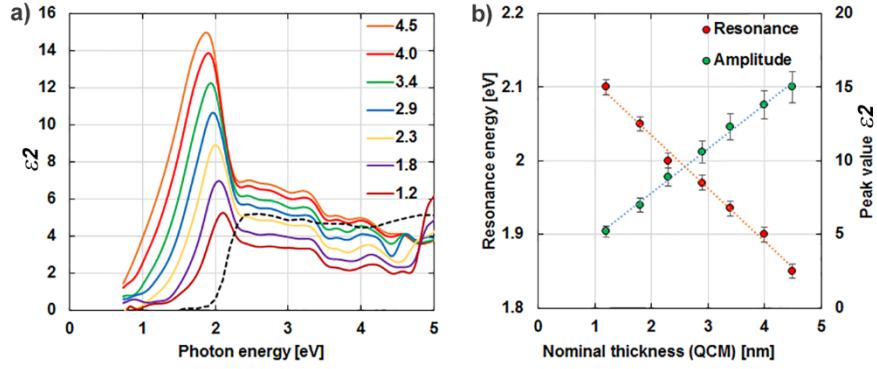 a)
16
14
12
10
8
6
4
2
0
ε2
0 1 2 3 4 5
Photon energy [eV]
4.5
4.0
3.4
2.9
2.3
1.8
1.2
b)
2.2
2.1
2
1.9
1.8
Resonance energy [eV]
0 1 2 3 4 5
Nominal thickness (QCM) [nm]
Resonance
Amplitude
20
15
10
5
0
Peak value ε2